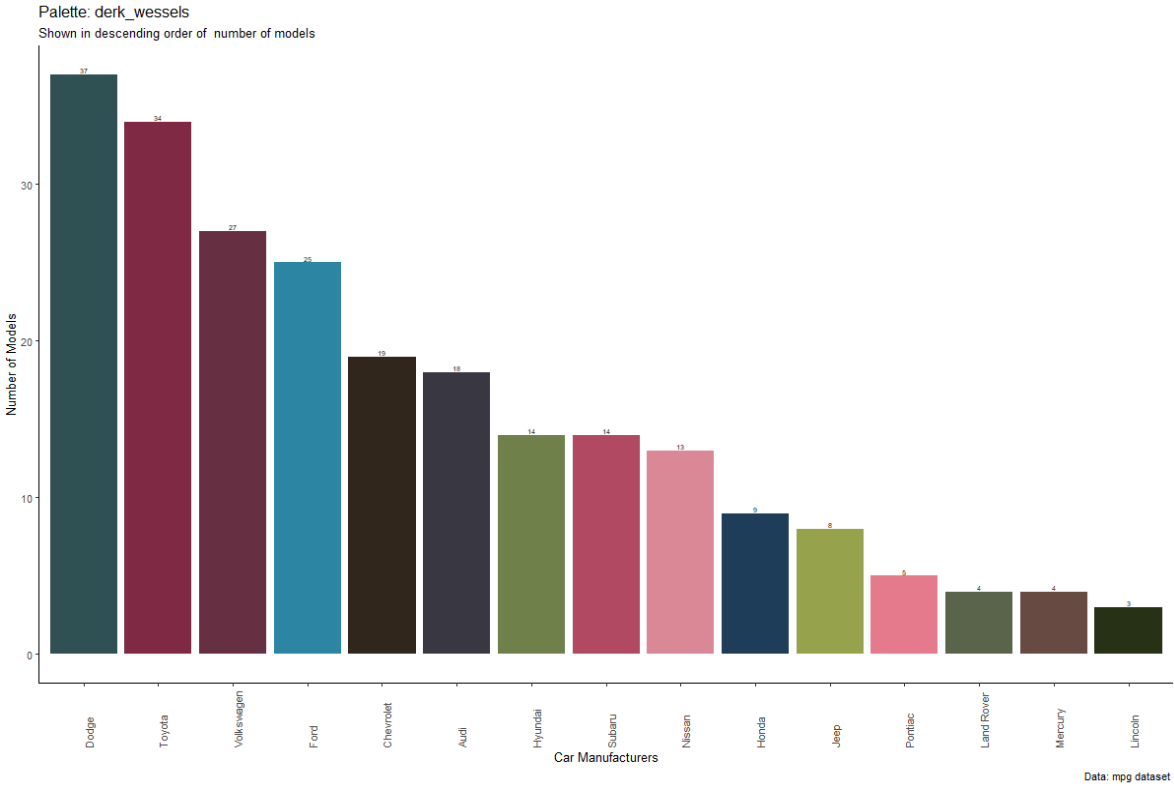 Palette: derk_wessels
Shown in descending order of  number of models
37
34
27
25
19
18
14
14
13
9
8
5
4
4
3
30
20
10
0
Number of Models
Dodge
Toyota
Volkswagen
Ford
Chevrolet
Audi
Hyundai
Subaru
Nissan
Honda
Jeep
Pontiac
Land Rover
Mercury
Lincoln
Car Manufacturers
Data: mpg dataset